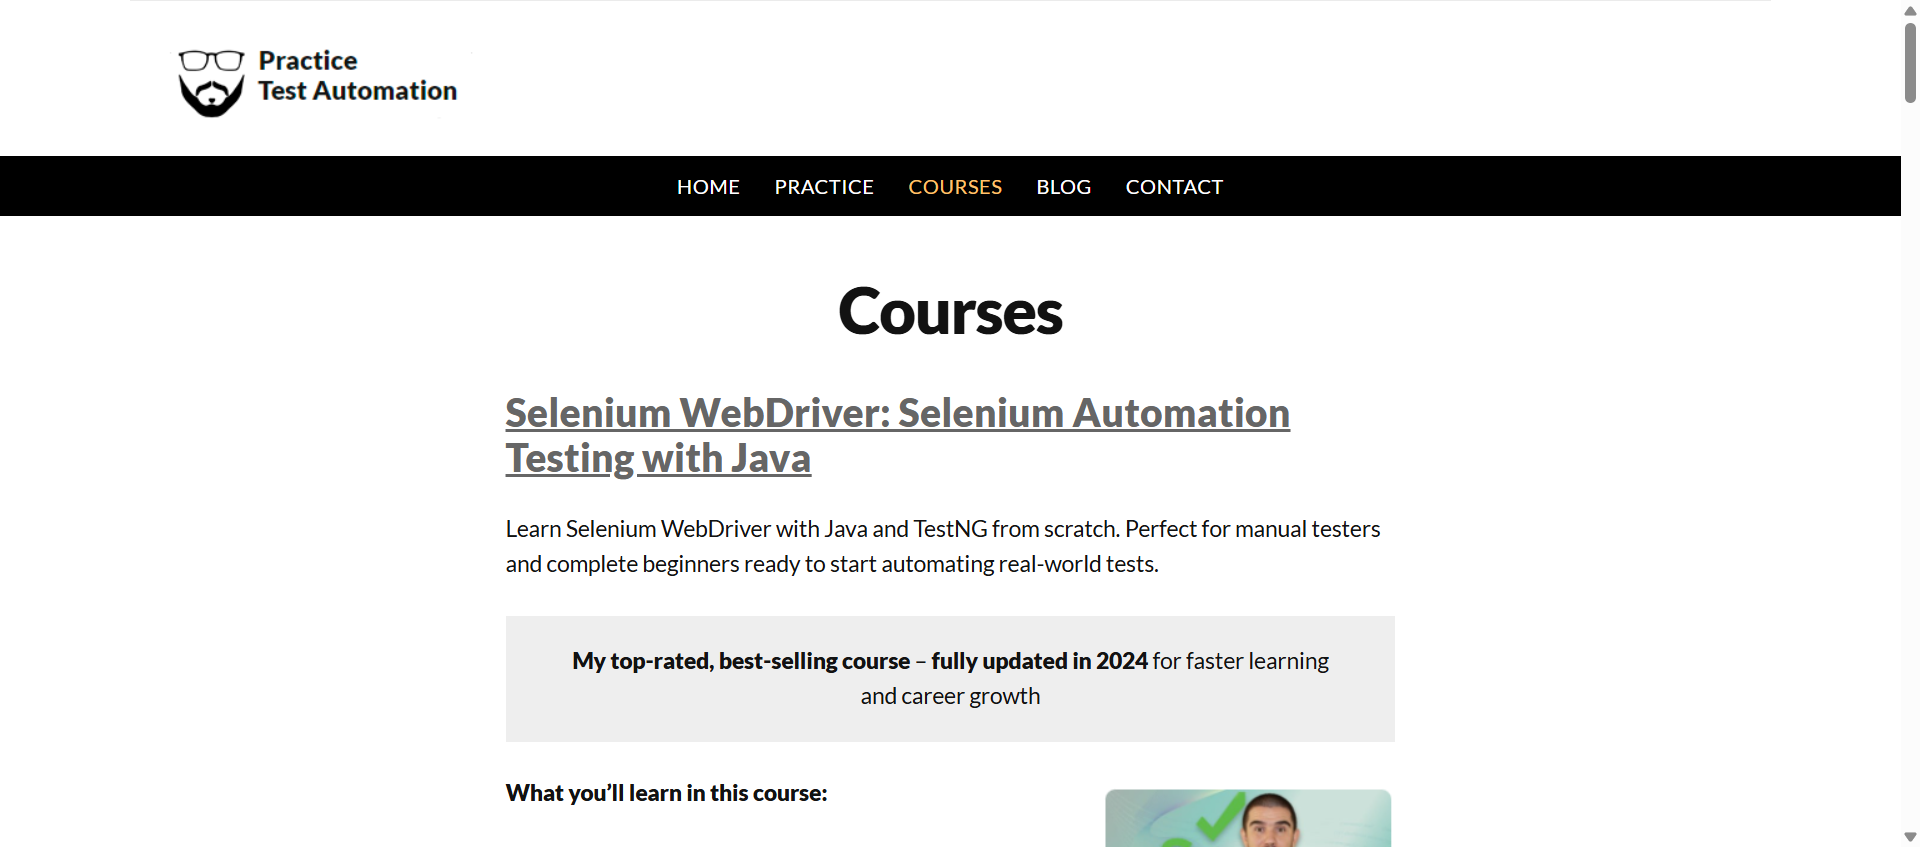 Practice
Test Automation
HOME PRACTICE COURSES BLOG CONTACT
Courses
Selenium WebDriver: Selenium Automation
Testing with Java
Learn Selenium WebDriver with Java and TestNG from scratch. Perfect for manual testers
and complete beginners ready to start automating real-world tests.
My top-rated, best-selling course – fully updated in 2024 for faster learning
and career growth
What you’ll learn in this course: